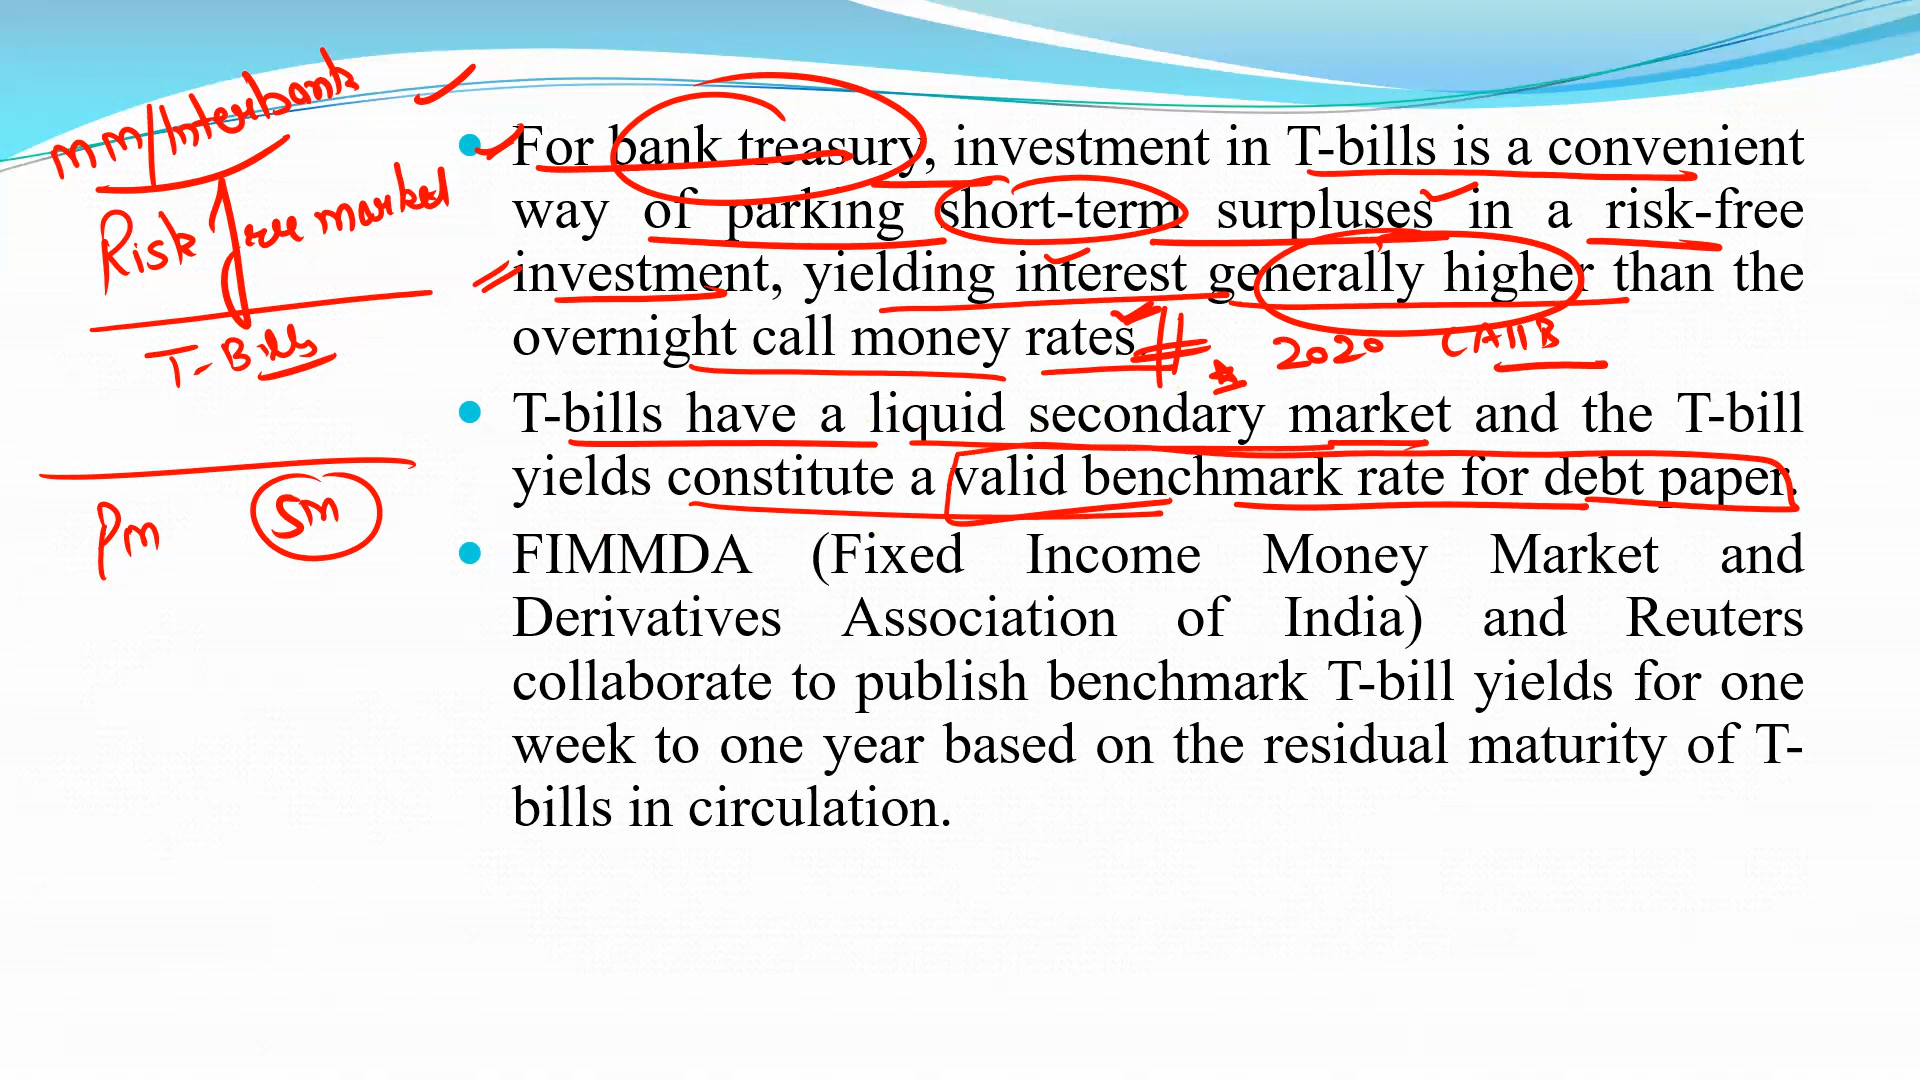 mm/Interbank
Risk free market
T-Bills
Pm Sm
• For bank treasury, investment in T-bills is a convenient
way of parking short-term surpluses in a risk-free
investment, yielding interest generally higher than the
overnight call money rates.
2020 CAIIB
• T-bills have a liquid secondary market and the T-bill
yields constitute a valid benchmark rate for debt paper.
• FIMMDA (Fixed Income Money Market and
Derivatives Association of India) and Reuters
collaborate to publish benchmark T-bill yields for one
week to one year based on the residual maturity of T-
bills in circulation.